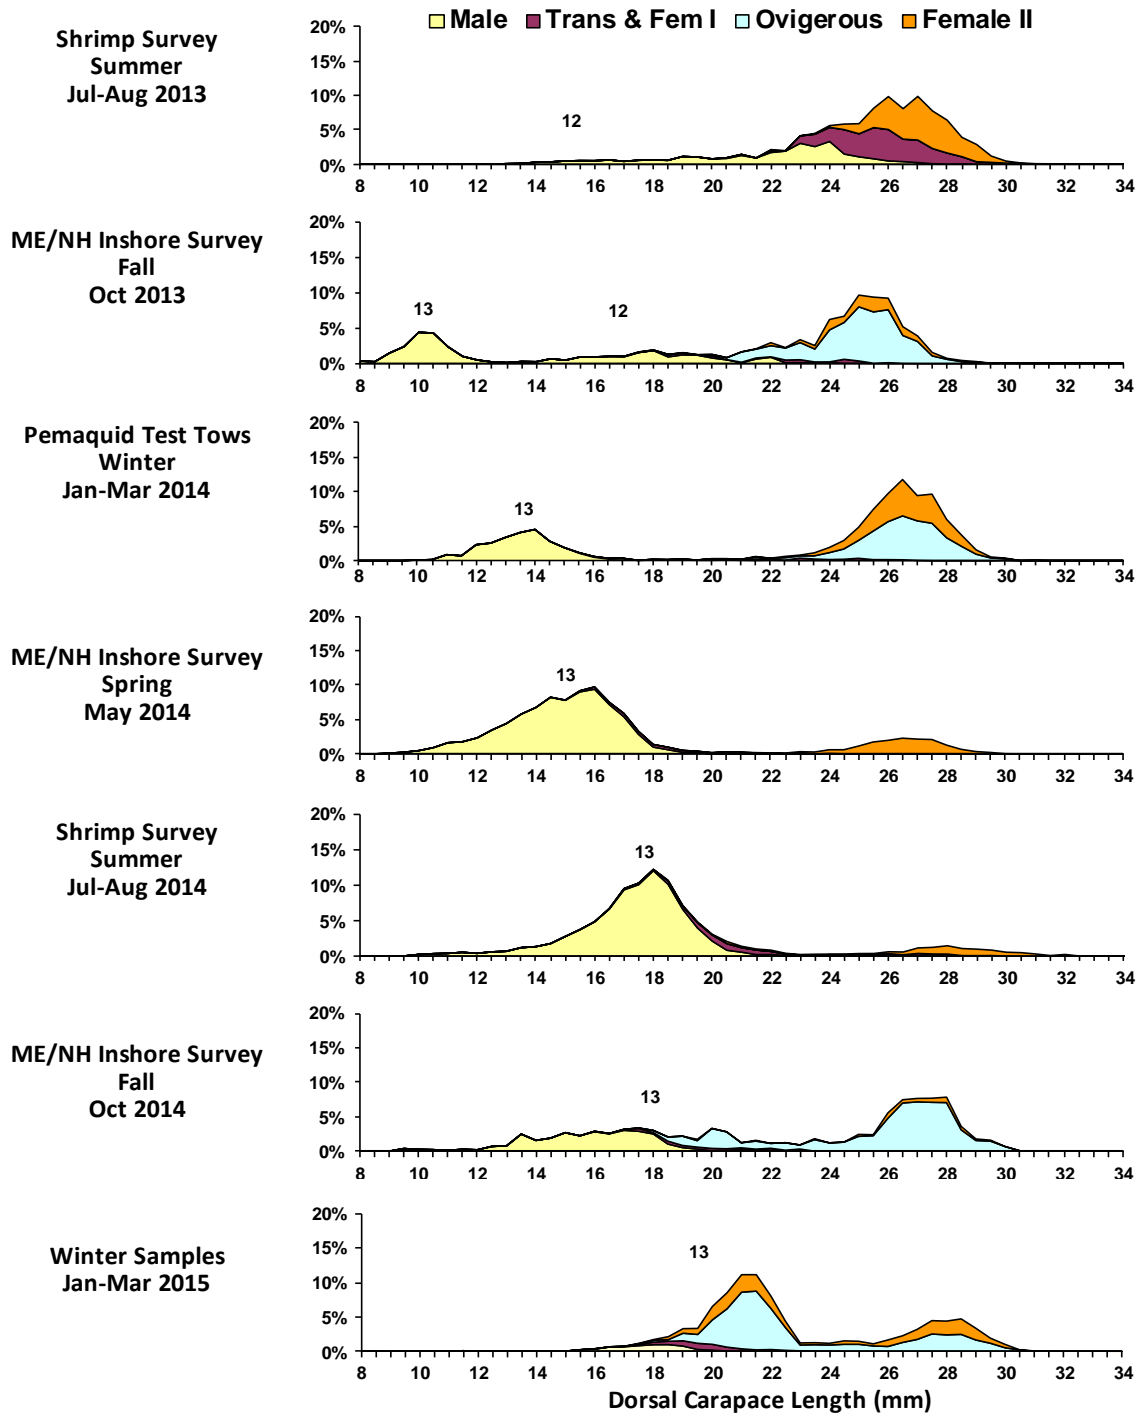 Male Trans & Fem I Ovigerous Female II
Shrimp Survey
Summer
Jul-Aug 2013
20%
15%
10%
5%
0%
12
8 10 12 14 16 18 20 22 24 26 28 30 32 34
ME/NH Inshore Survey
Fall
Oct 2013
20%
15%
10%
5%
0%
13 12
8 10 12 14 16 18 20 22 24 26 28 30 32 34
Pemaquid Test Tows
Winter
Jan-Mar 2014
20%
15%
10%
5%
0%
13
8 10 12 14 16 18 20 22 24 26 28 30 32 34
ME/NH Inshore Survey
Spring
May 2014
20%
15%
10%
5%
0%
13
8 10 12 14 16 18 20 22 24 26 28 30 32 34
Shrimp Survey
Summer
Jul-Aug 2014
20%
15%
10%
5%
0%
13
8 10 12 14 16 18 20 22 24 26 28 30 32 34
ME/NH Inshore Survey
Fall
Oct 2014
20%
15%
10%
5%
0%
13
8 10 12 14 16 18 20 22 24 26 28 30 32 34
Winter Samples
Jan-Mar 2015
20%
15%
10%
5%
0%
13
8 10 12 14 16 18 20 22 24 26 28 30 32 34
Dorsal Carapace Length (mm)